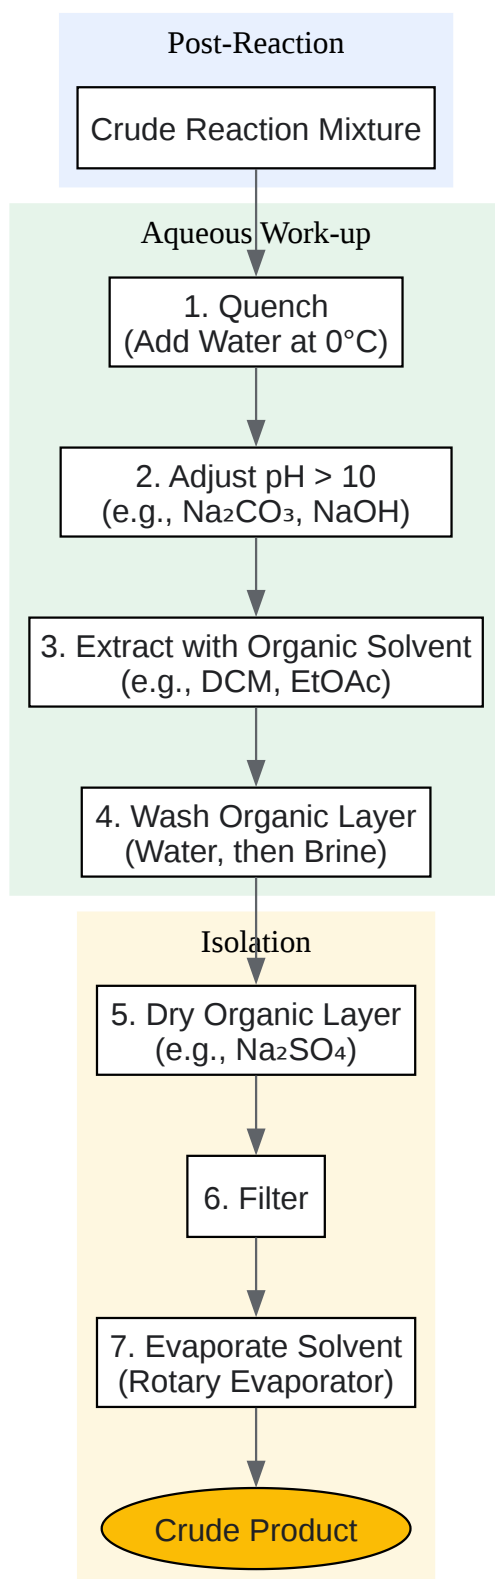 Post-Reaction
Crude Reaction Mixture
Aqueous Work-up
1. Quench
(Add Water at 0°C)
2. Adjust pH > 10
(e.g., Na₂CO₃, NaOH)
3. Extract with Organic Solvent
(e.g., DCM, EtOAc)
4. Wash Organic Layer
(Water, then Brine)
Isolation
5. Dry Organic Layer
(e.g., Na₂SO₄)
6. Filter
7. Evaporate Solvent
(Rotary Evaporator)
Crude Product